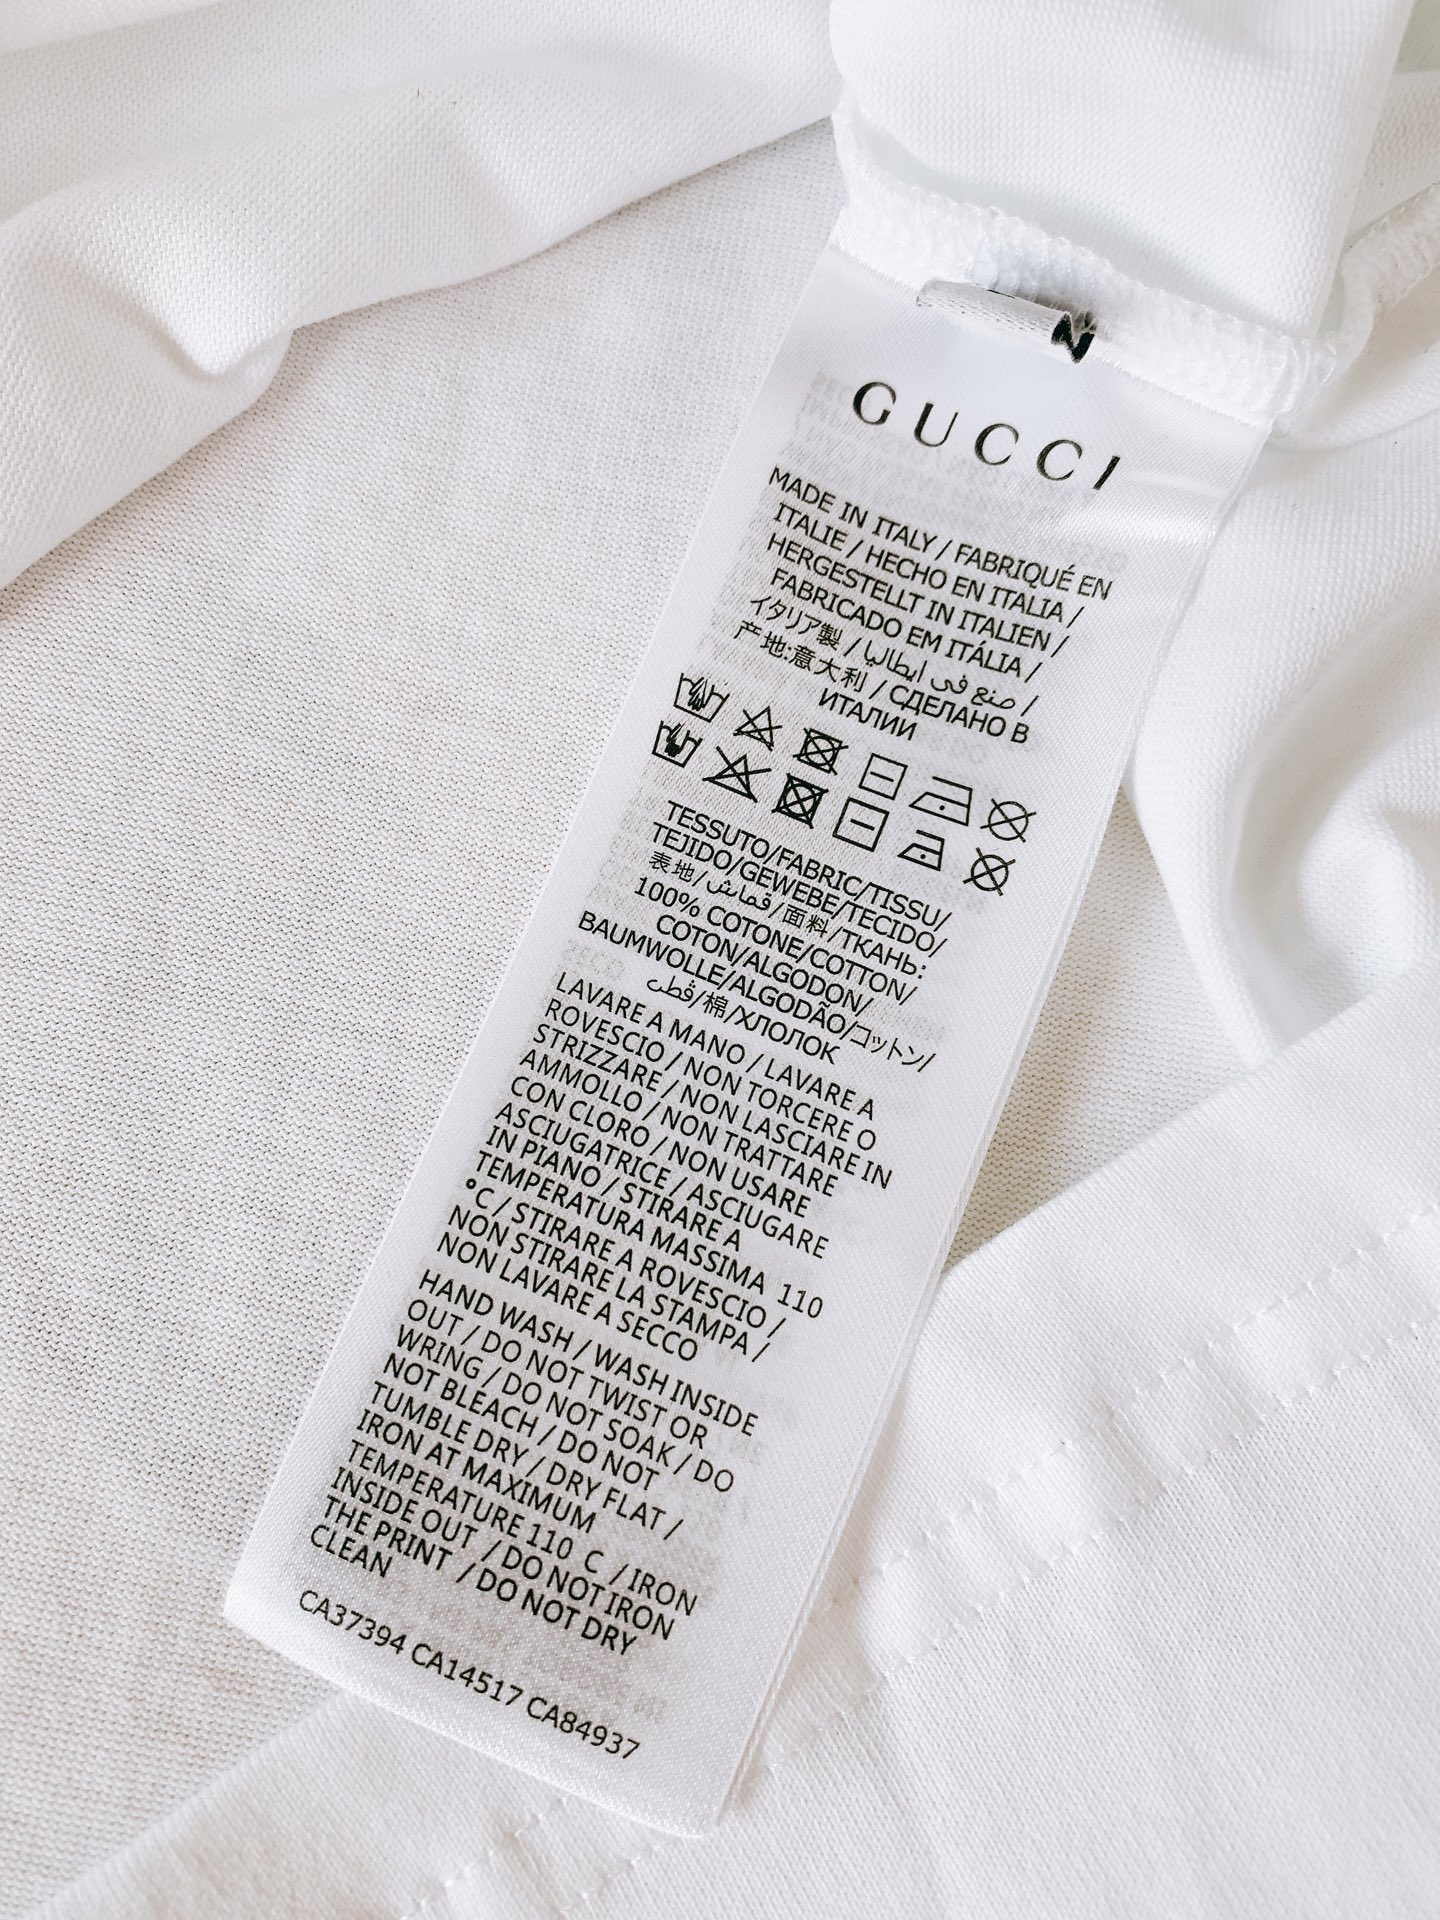 GUCCI
MADE IN ITALY / FABRIQUÉ EN
ITALIE / HECHO EN ITALIA /
HERGESTELLT IN ITALIEN /
FABRICADO EM ITÁLIA /
イタリア製 / صنع في ايطاليا /
产地:意大利 / СДЕЛАНО В
ИТАЛИИ
TESSUTO/FABRIC/TISSU/
TEJIDO/GEWEBE/TECIDO/
表地/قماش/面料/ТКАНЬ:
100% COTONE/COTTON/
COTON/ALGODON/
BAUMWOLLE/ALGODÃO/コットン/
قطن/棉/ХЛОПОК
LAVARE A MANO / LAVARE A
ROVESCIO / NON TORCERE O
STRIZZARE / NON LASCIARE IN
AMMOLLO / NON TRATTARE
CON CLORO / NON USARE
ASCIUGATRICE / ASCIUGARE
IN PIANO / STIRARE A
TEMPERATURA MASSIMA 110
°C / STIRARE A ROVESCIO /
NON STIRARE LA STAMPA /
NON LAVARE A SECCO
HAND WASH / WASH INSIDE
OUT / DO NOT TWIST OR
WRING / DO NOT SOAK / DO
NOT BLEACH / DO NOT
TUMBLE DRY / DRY FLAT /
IRON AT MAXIMUM
TEMPERATURE 110 C / IRON
INSIDE OUT / DO NOT IRON
THE PRINT / DO NOT DRY
CLEAN
CA37394 CA14517 CA84937